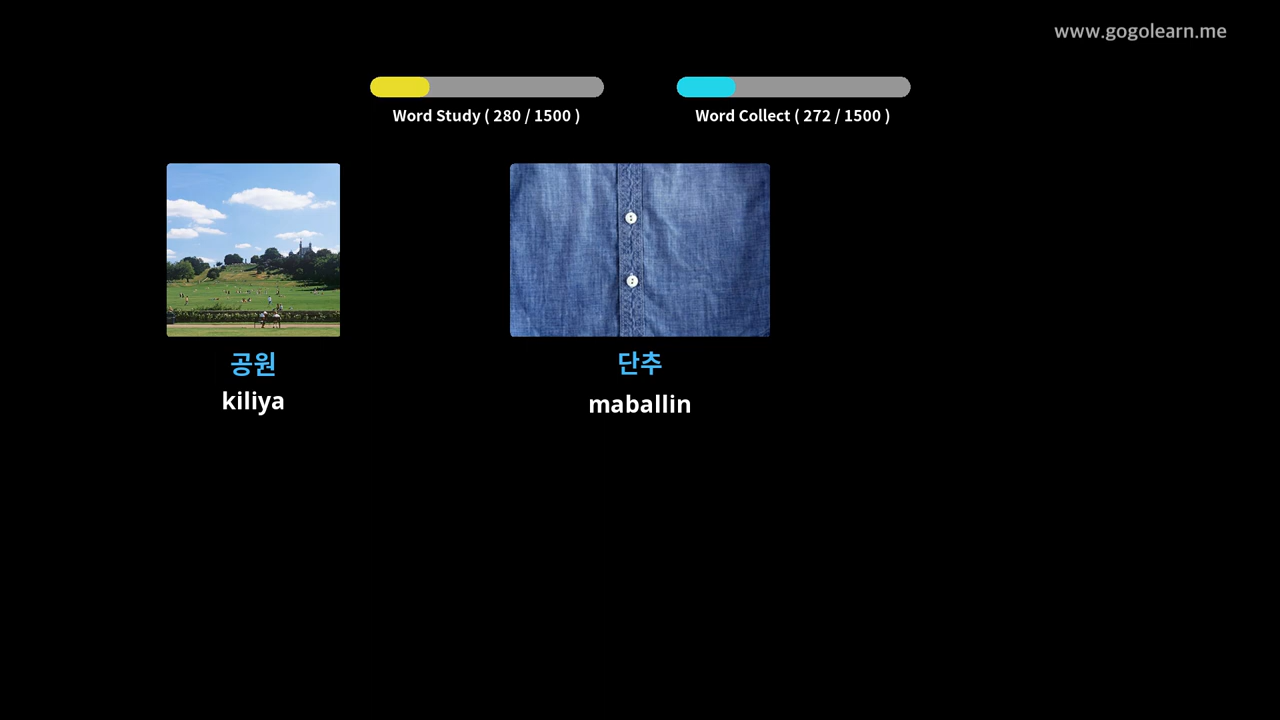 www.gogolearn.me
Word Study ( 280 / 1500 )
Word Collect ( 272 / 1500 )
공원
kiliya
단추
maballin